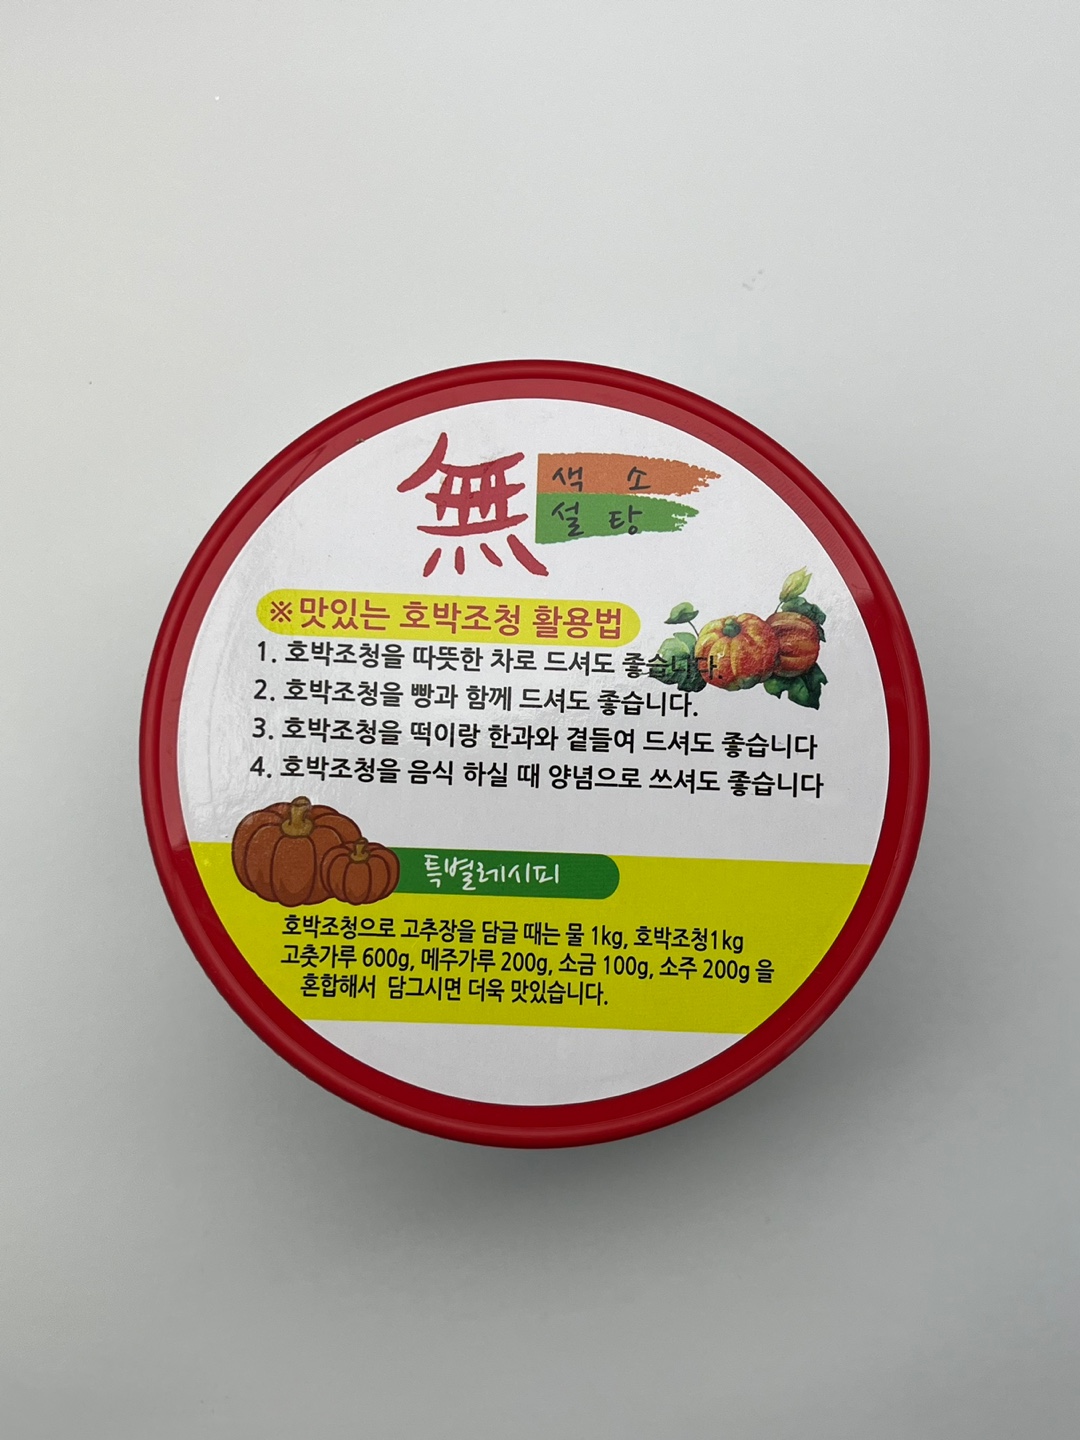 無 색 소
설 탕
※맛있는 호박조청 활용법
1. 호박조청을 따뜻한 차로 드셔도 좋습니다.
2. 호박조청을 빵과 함께 드셔도 좋습니다.
3. 호박조청을 떡이랑 한과와 곁들여 드셔도 좋습니다
4. 호박조청을 음식 하실 때 양념으로 쓰셔도 좋습니다
특별레시피
호박조청으로 고추장을 담글 때는 물 1kg, 호박조청1kg
고춧가루 600g, 메주가루 200g, 소금 100g, 소주 200g 을
혼합해서 담그시면 더욱 맛있습니다.